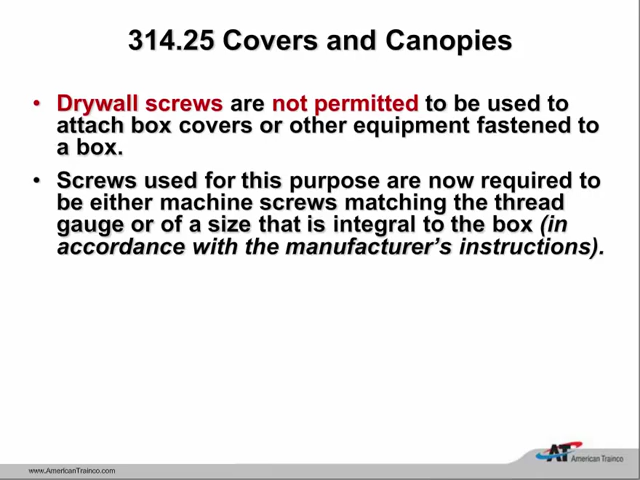 314.25 Covers and Canopies
• Drywall screws are not permitted to be used to
attach box covers or other equipment fastened to
a box.
• Screws used for this purpose are now required to
be either machine screws matching the thread
gauge or of a size that is integral to the box (in
accordance with the manufacturer’s instructions).
www.AmericanTrainco.com
AT American Trainco